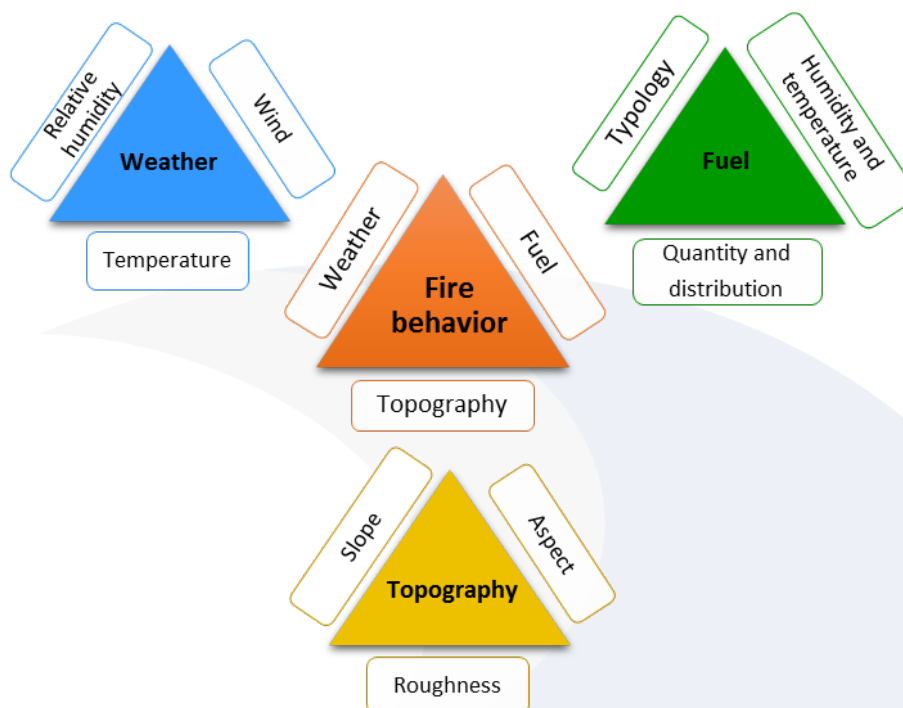 Relative
humidity
Wind
Weather
Temperature
Typology
Humidity and
temperature
Fuel
Quantity and
distribution
Weather
Fuel
Fire
behavior
Topography
Slope
Aspect
Topography
Roughness